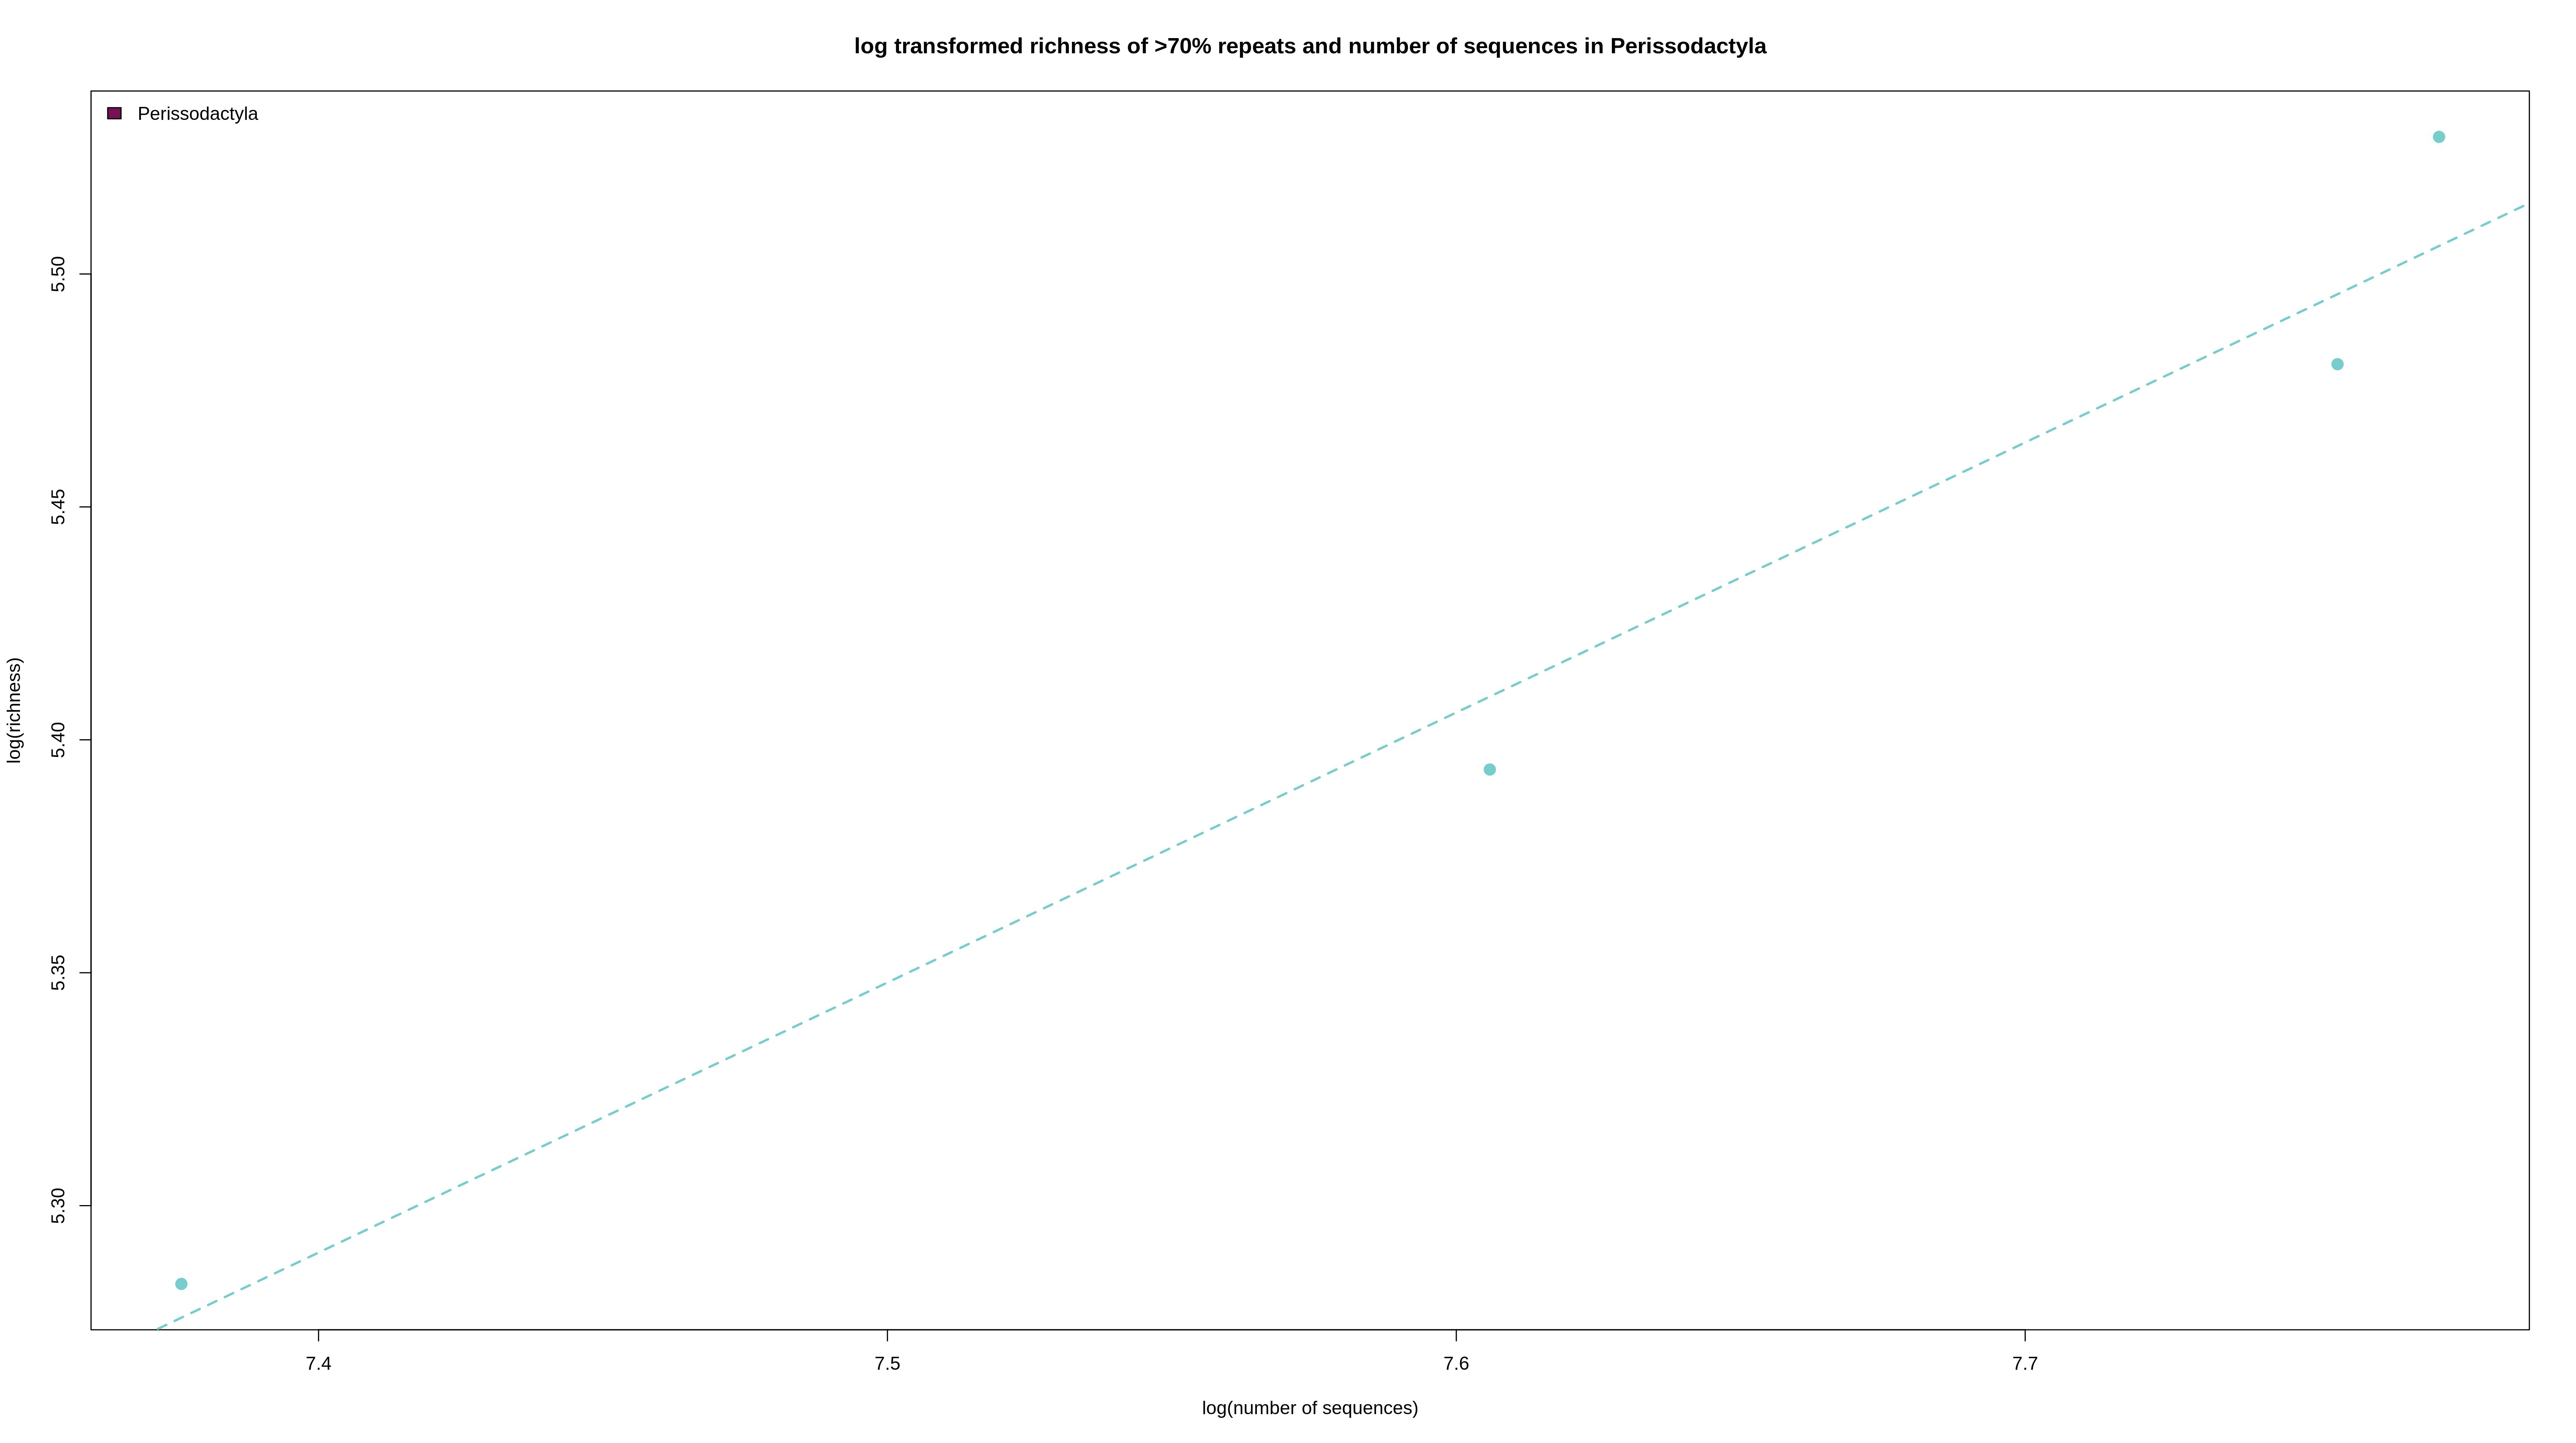 log transformed richness of >70% repeats and number of sequences in Perissodactyla
Perissodactyla
5.50
5.45
5.40
5.35
5.30
log(richness)
7.4 7.5 7.6 7.7
log(number of sequences)